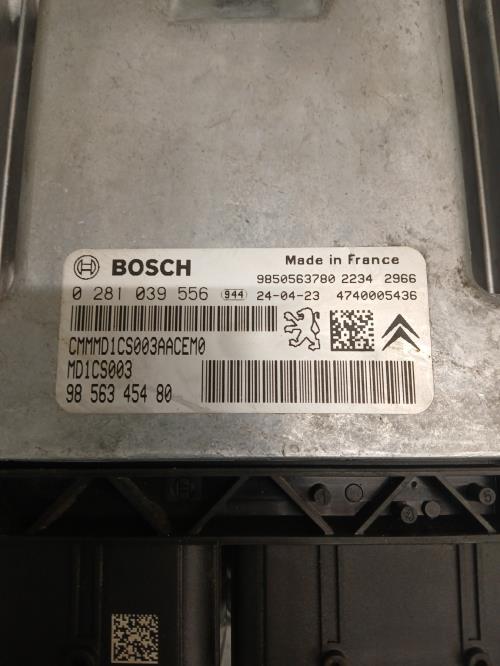 BOSCH
Made in France
9850563780 2234 2966
0 281 039 556 944 24-04-23 4740005436
CMMMD1CS003AACEM0
MD1CS003
98 563 454 80